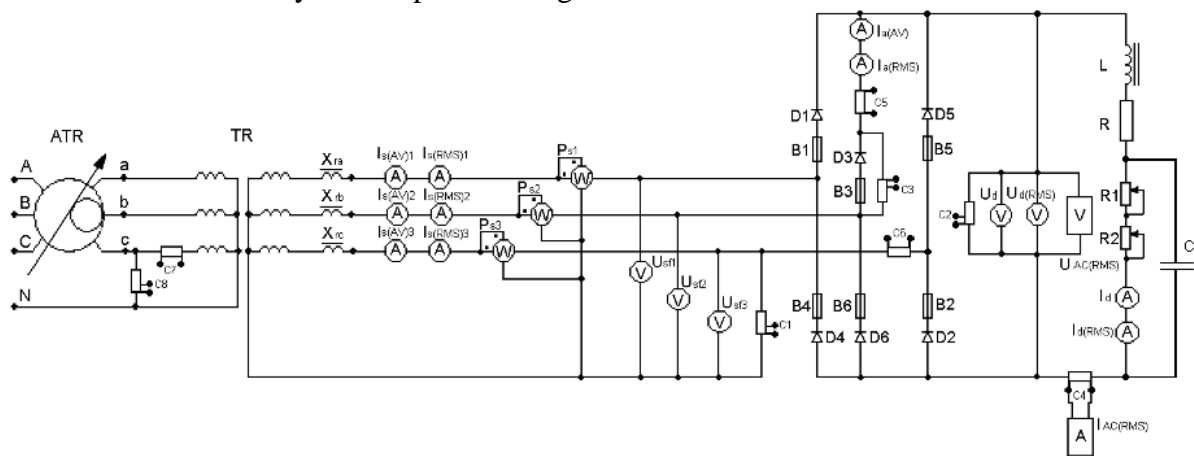 ATR
TR
A
B
C
N
a
b
c
C7
C8
Xra
Xrb
Xrc
Is(AV)1
Is(RMS)1
Is(AV)2
Is(RMS)2
Is(AV)3
Is(RMS)3
A
A
A
A
A
A
Ps1
W
Ps2
W
Ps3
W
Usf1
V
Usf2
V
Usf3
V
C1
C6
A
Ia(AV)
A
Ia(RMS)
C5
D1
B1
D3
B3
C3
D5
B5
B4
D4
B6
D6
B2
D2
C2
Ud
V
Ud(RMS)
V
V
UAC(RMS)
L
R
R1
R2
C
Id
A
Id(RMS)
A
C4
A
IAC(RMS)